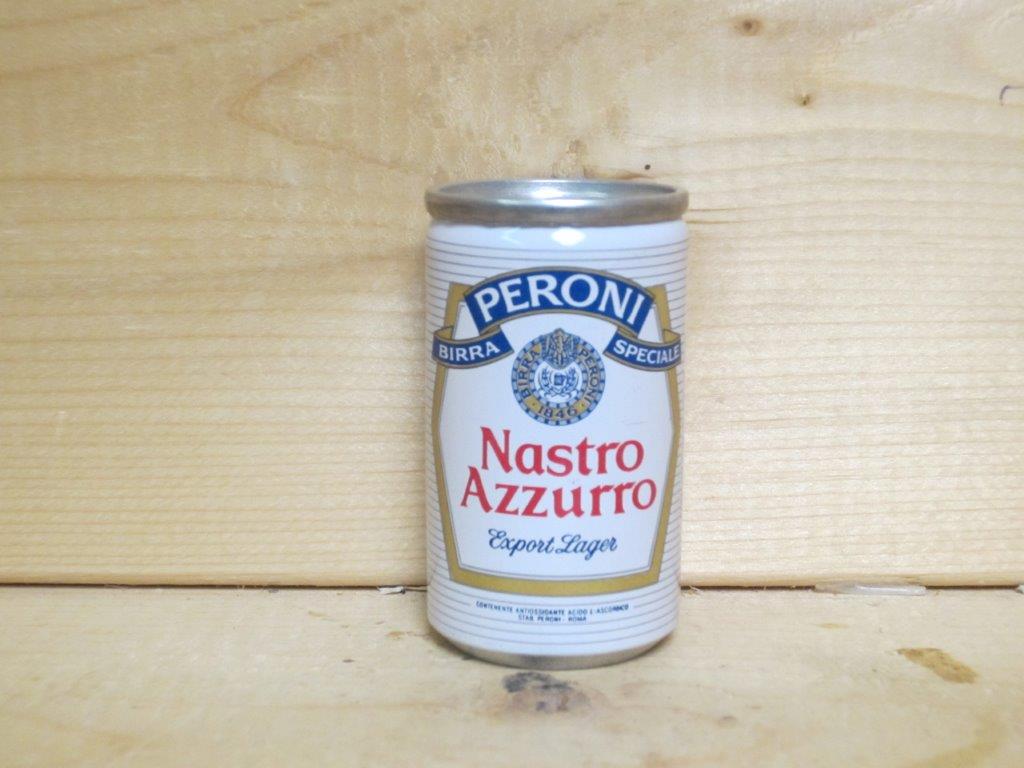 PERONI
BIRRA SPECIALE
BIRRA PERONI
1846
Nastro
Azzurro
Export Lager
CONTENENTE ANTIOSSIDANTE ACIDO L-ASCORBICO
STAB. PERONI - ROMA